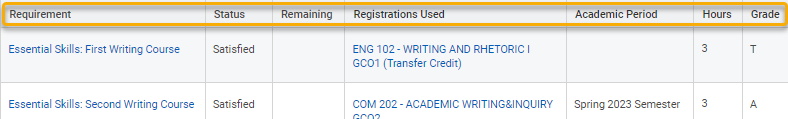 Requirement Status Remaining Registrations Used Academic Period Hours Grade
Essential Skills: First Writing Course Satisfied ENG 102 - WRITING AND RHETORIC I 3 T
GCO1 (Transfer Credit)
Essential Skills: Second Writing Course Satisfied COM 202 - ACADEMIC WRITING&INQUIRY Spring 2023 Semester 3 A
GCO2